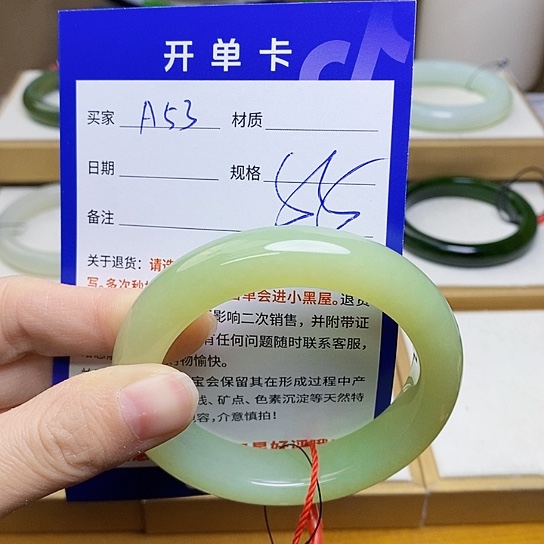 开单卡
买家 A53 材质
日期 规格
备注
关于退货：请选
写。多次秒 单会进小黑屋。退货
影响二次销售，并附带证
有任何问题随时联系客服，
物愉快。
宝会保留其在形成过程中产
线、矿点、色素沉淀等天然特
容，介意慎拍！